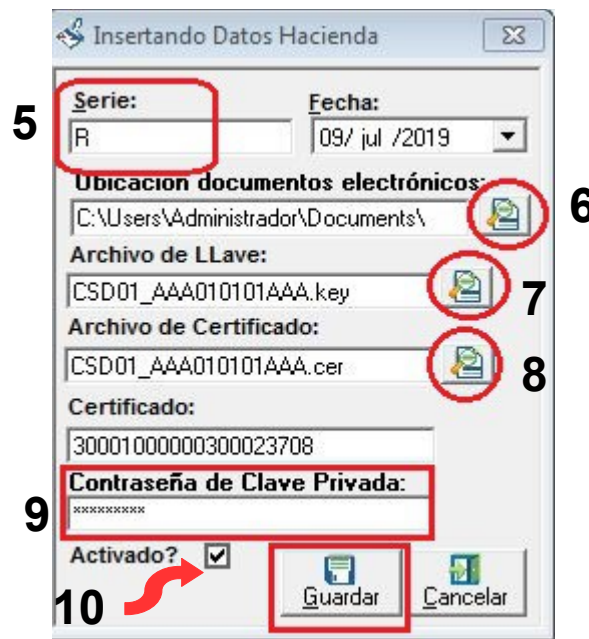 Insertando Datos Hacienda
5
Serie: Fecha:
R 09/ jul /2019
Ubicación documentos electrónicos:
C:\Users\Administrador\Documents\
6
Archivo de LLave:
CSD01_AAA010101AAA.key
7
Archivo de Certificado:
CSD01_AAA010101AAA.cer
8
Certificado:
30001000000300023708
Contraseña de Clave Privada:
9
*********
Activado?
10
Guardar Cancelar